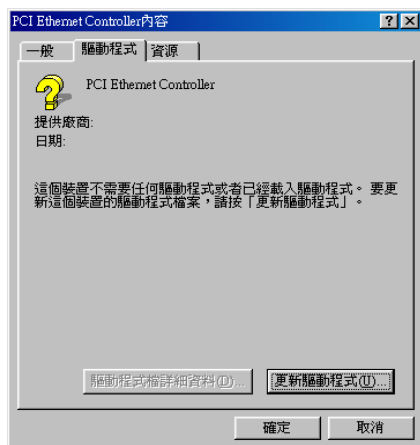 PCI Ethernet Controller內容
一般 驅動程式 資源
PCI Ethernet Controller
提供廠商:
日期:
這個裝置不需要任何驅動程式或者已經載入驅動程式。 要更
新這個裝置的驅動程式檔案，請按「更新驅動程式」。
驅動程式檔詳細資料(D)... 更新驅動程式(U)...
確定 取消